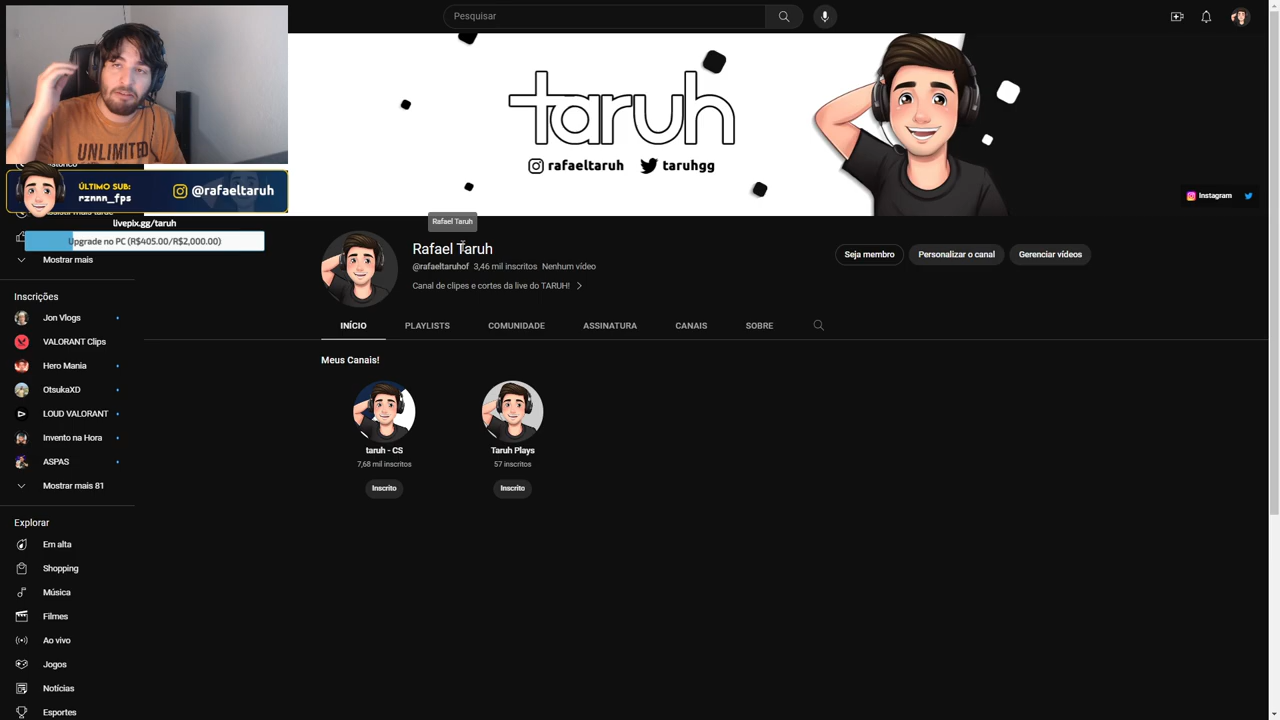 Pesquisar
UNLIMITED
taruh
rafaeltaruh taruhgg
Instagram
ÚLTIMO SUB:
rznnn_fps
@rafaeltaruh
livepix.gg/taruh
Upgrade no PC (R$405.00/R$2,000.00)
Mostrar mais
Inscrições
Jon Vlogs
VALORANT Clips
Hero Mania
OtsukaXD
LOUD VALORANT
Invento na Hora
ASPAS
Mostrar mais 81
Explorar
Em alta
Shopping
Música
Filmes
Ao vivo
Jogos
Notícias
Esportes
Rafael Taruh
Rafael Taruh
@rafaeltaruhof 3,46 mil inscritos Nenhum vídeo
Canal de clipes e cortes da live do TARUH!
Seja membro Personalizar o canal Gerenciar vídeos
INÍCIO PLAYLISTS COMUNIDADE ASSINATURA CANAIS SOBRE
Meus Canais!
taruh - CS
7,68 mil inscritos
Inscrito
Taruh Plays
57 inscritos
Inscrito